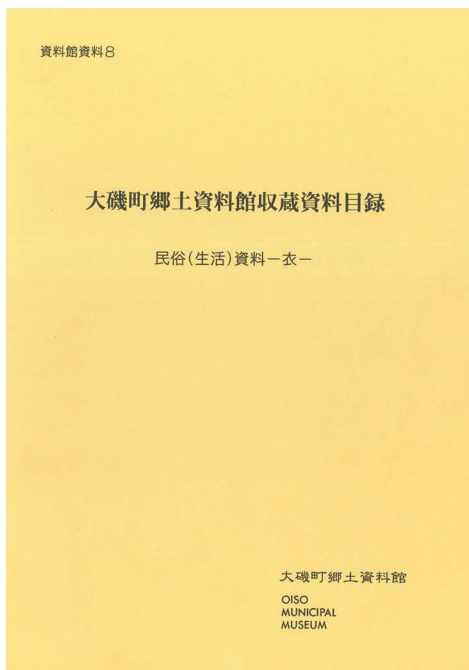 資料館資料8
大磯町郷土資料館収蔵資料目録
民俗(生活)資料ー衣ー
大磯町郷土資料館
OISO
MUNICIPAL
MUSEUM